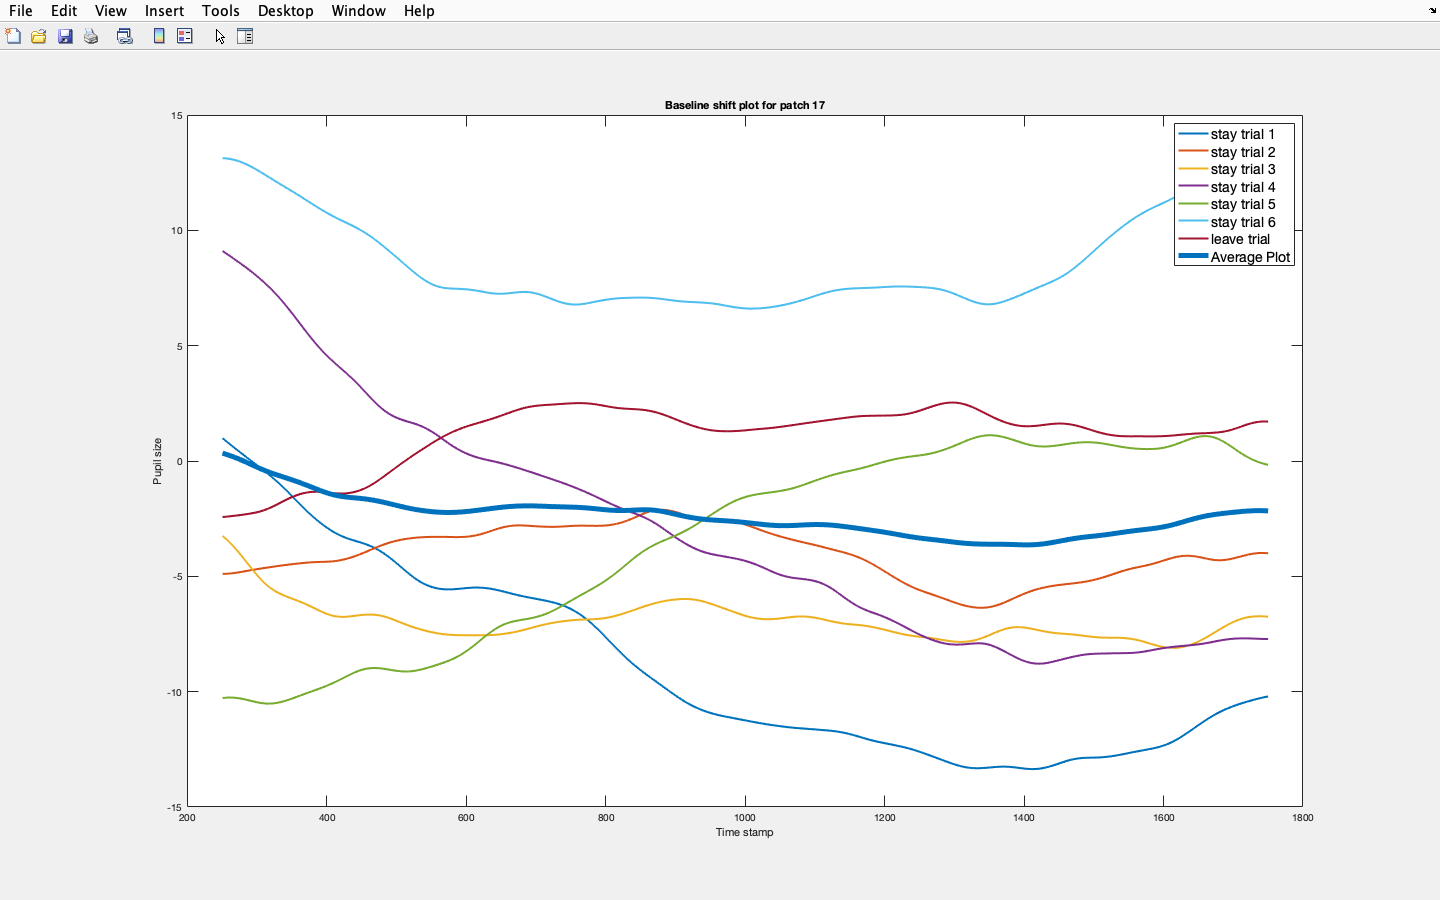 File Edit View Insert Tools Desktop Window Help
Baseline shift plot for patch 17
15
10
5
0
-5
-10
-15
Pupil size
200 400 600 800 1000 1200 1400 1600 1800
Time stamp
stay trial 1
stay trial 2
stay trial 3
stay trial 4
stay trial 5
stay trial 6
leave trial
Average Plot